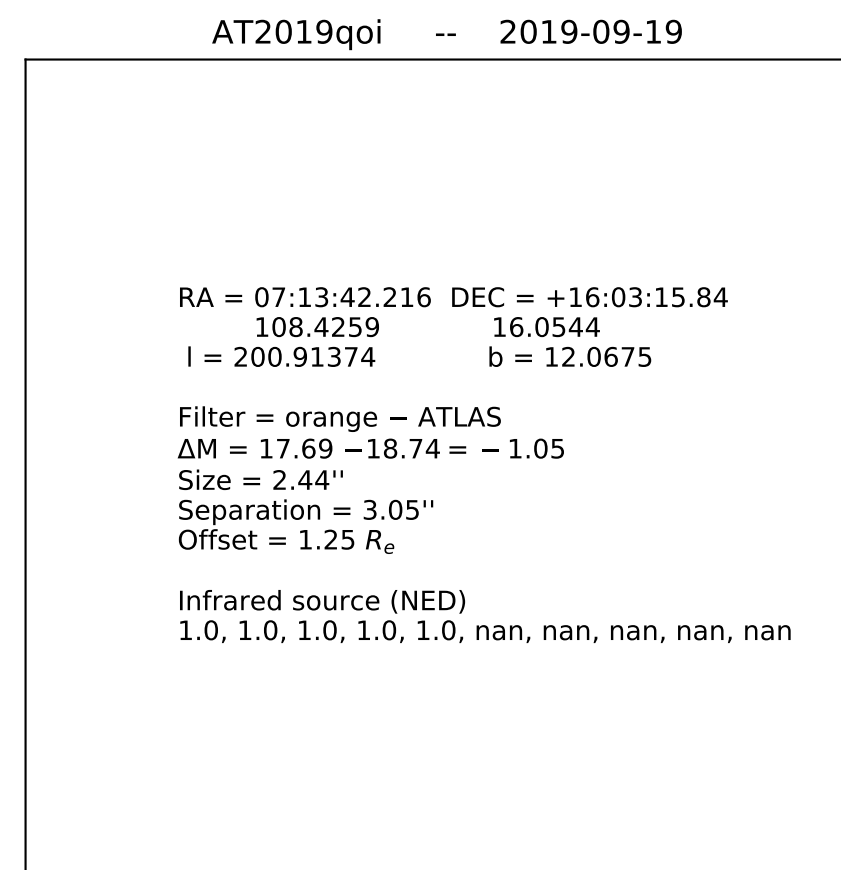 AT2019qoi -- 2019-09-19
RA = 07:13:42.216 DEC = +16:03:15.84
108.4259 16.0544
l = 200.91374 b = 12.0675
Filter = orange − ATLAS
ΔM = 17.69 −18.74 = − 1.05
Size = 2.44''
Separation = 3.05''
Offset = 1.25 Rₑ
Infrared source (NED)
1.0, 1.0, 1.0, 1.0, 1.0, nan, nan, nan, nan, nan